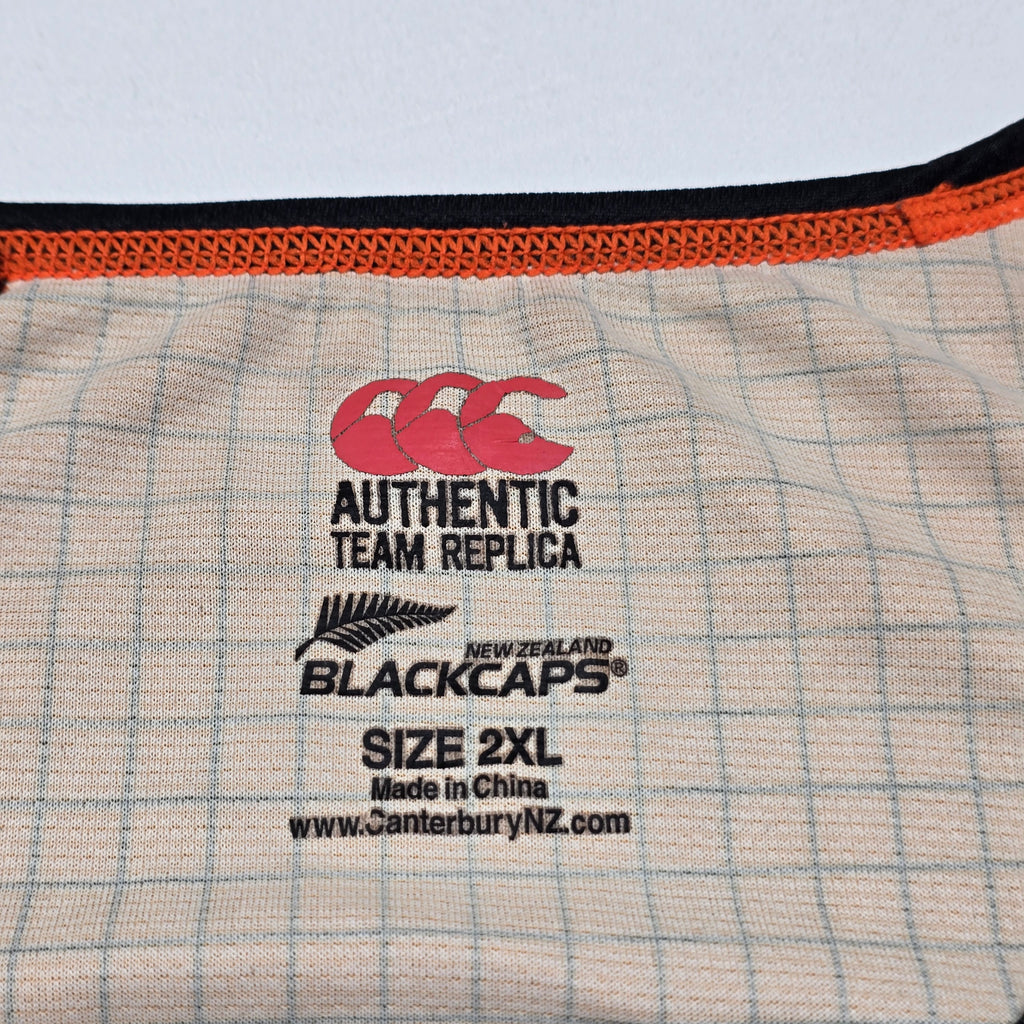 AUTHENTIC
TEAM REPLICA
NEW ZEALAND
BLACKCAPS®
SIZE 2XL
Made in China
www.CanterburyNZ.com